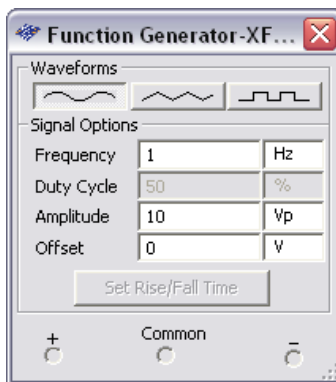 Function Generator-XF...
Waveforms
Signal Options
Frequency 1 Hz
Duty Cycle 50 %
Amplitude 10 Vp
Offset 0 V
Set Rise/Fall Time
+ Common -